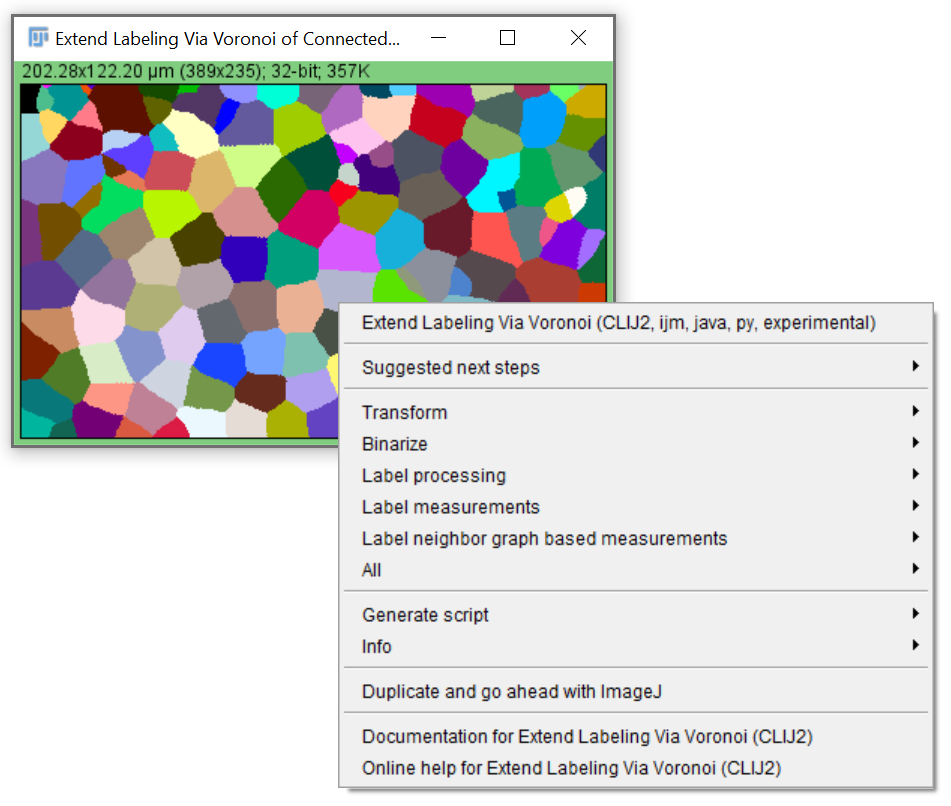 Extend Labeling Via Voronoi of Connected...
202.28x122.20 µm (389x235); 32-bit; 357K
Extend Labeling Via Voronoi (CLIJ2, ijm, java, py, experimental)
Suggested next steps
Transform
Binarize
Label processing
Label measurements
Label neighbor graph based measurements
All
Generate script
Info
Duplicate and go ahead with ImageJ
Documentation for Extend Labeling Via Voronoi (CLIJ2)
Online help for Extend Labeling Via Voronoi (CLIJ2)